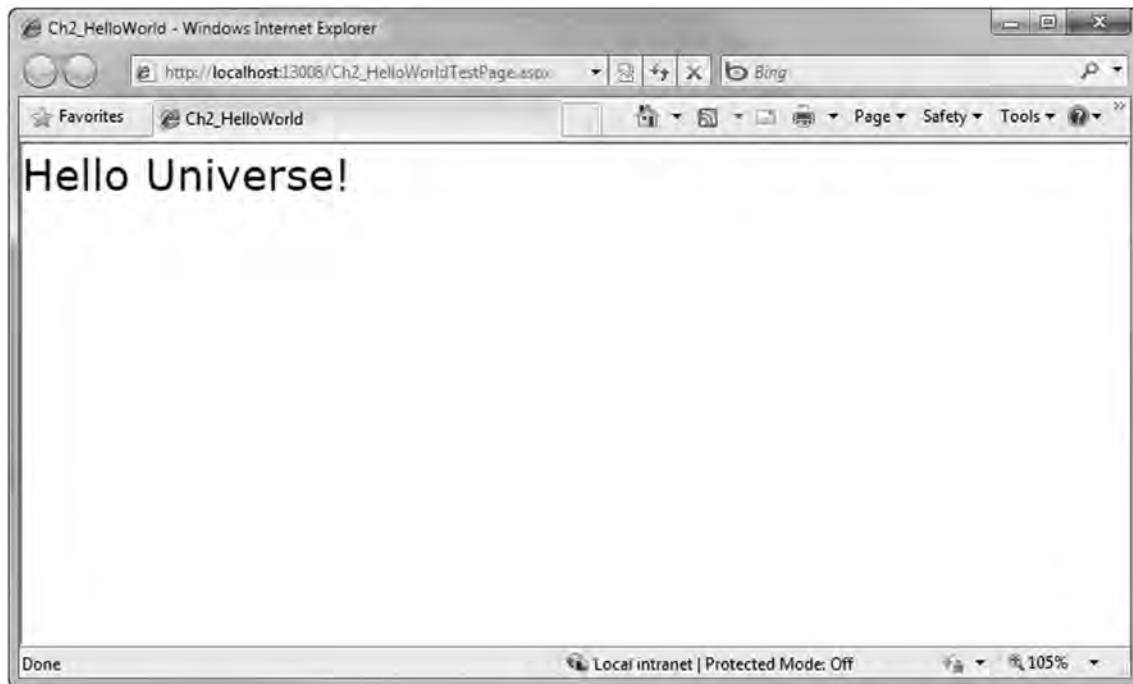 Ch2_HelloWorld - Windows Internet Explorer
http://localhost:13008/Ch2_HelloWorldTestPage.aspx Bing
Favorites Ch2_HelloWorld Page Safety Tools
Hello Universe!
Done Local intranet | Protected Mode: Off 105%